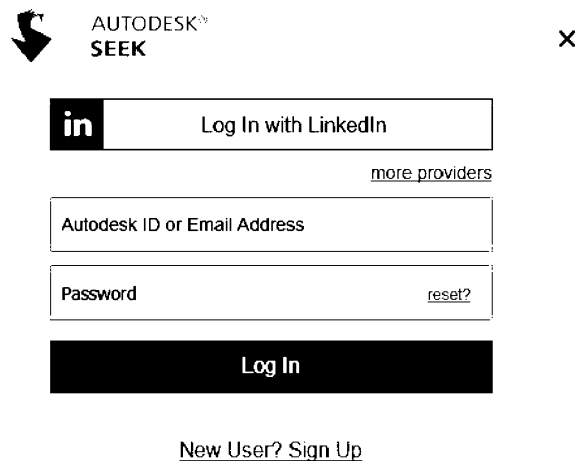 AUTODESK®
SEEK
in
Log In with LinkedIn
more providers
Autodesk ID or Email Address
Password
reset?
Log In
New User? Sign Up